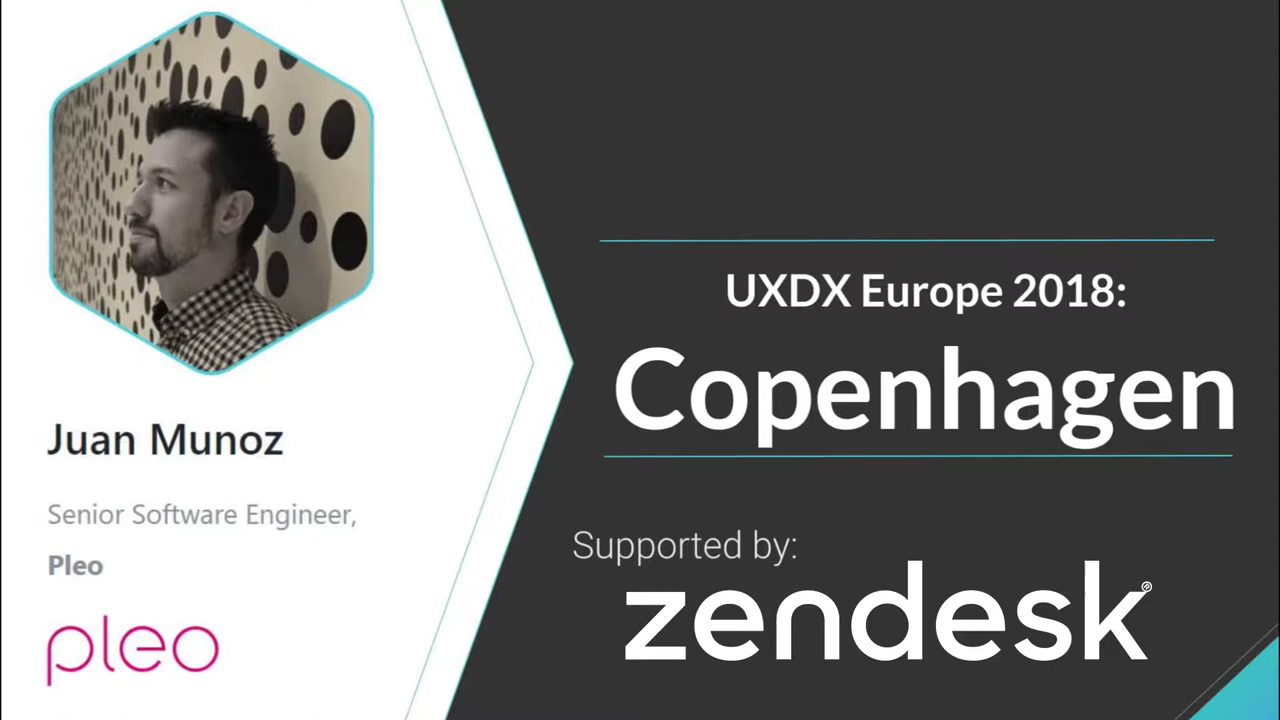 Juan Munoz
Senior Software Engineer,
Pleo
pleo
UXDX Europe 2018:
Copenhagen
Supported by:
zendesk®